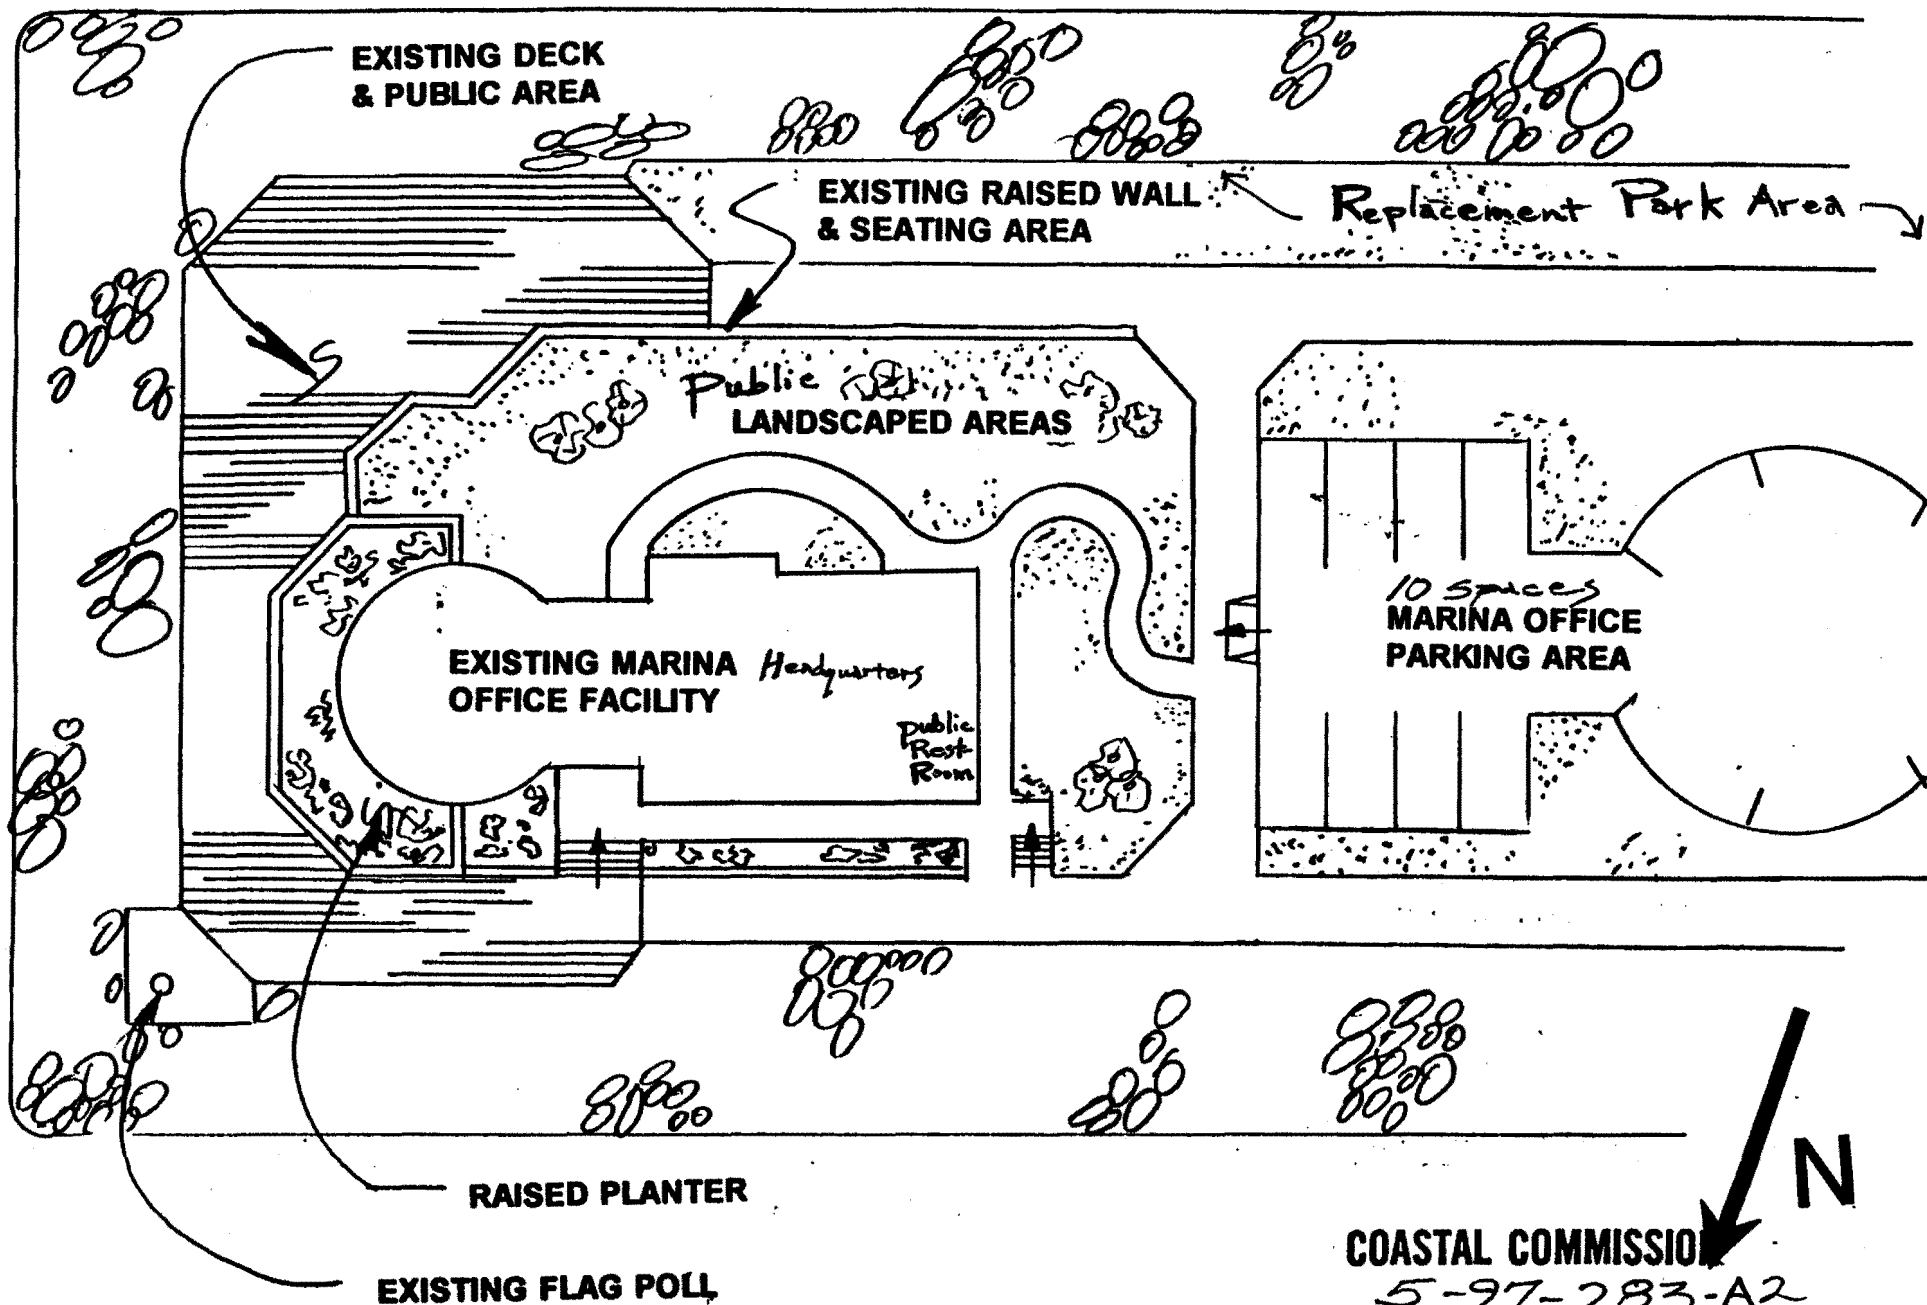 EXISTING DECK
& PUBLIC AREA
EXISTING RAISED WALL
& SEATING AREA
Replacement Park Area
Public
LANDSCAPED AREAS
10 spaces
MARINA OFFICE
PARKING AREA
EXISTING MARINA Headquarters
OFFICE FACILITY
public
Rest
Room
RAISED PLANTER
EXISTING FLAG POLL
N
COASTAL COMMISSION
5-97-283-A2